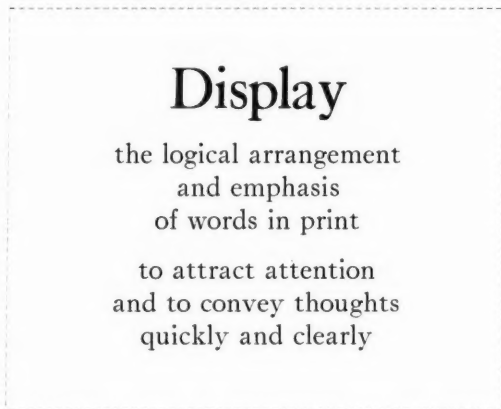 Display
the logical arrangement
and emphasis
of words in print
to attract attention
and to convey thoughts
quickly and clearly